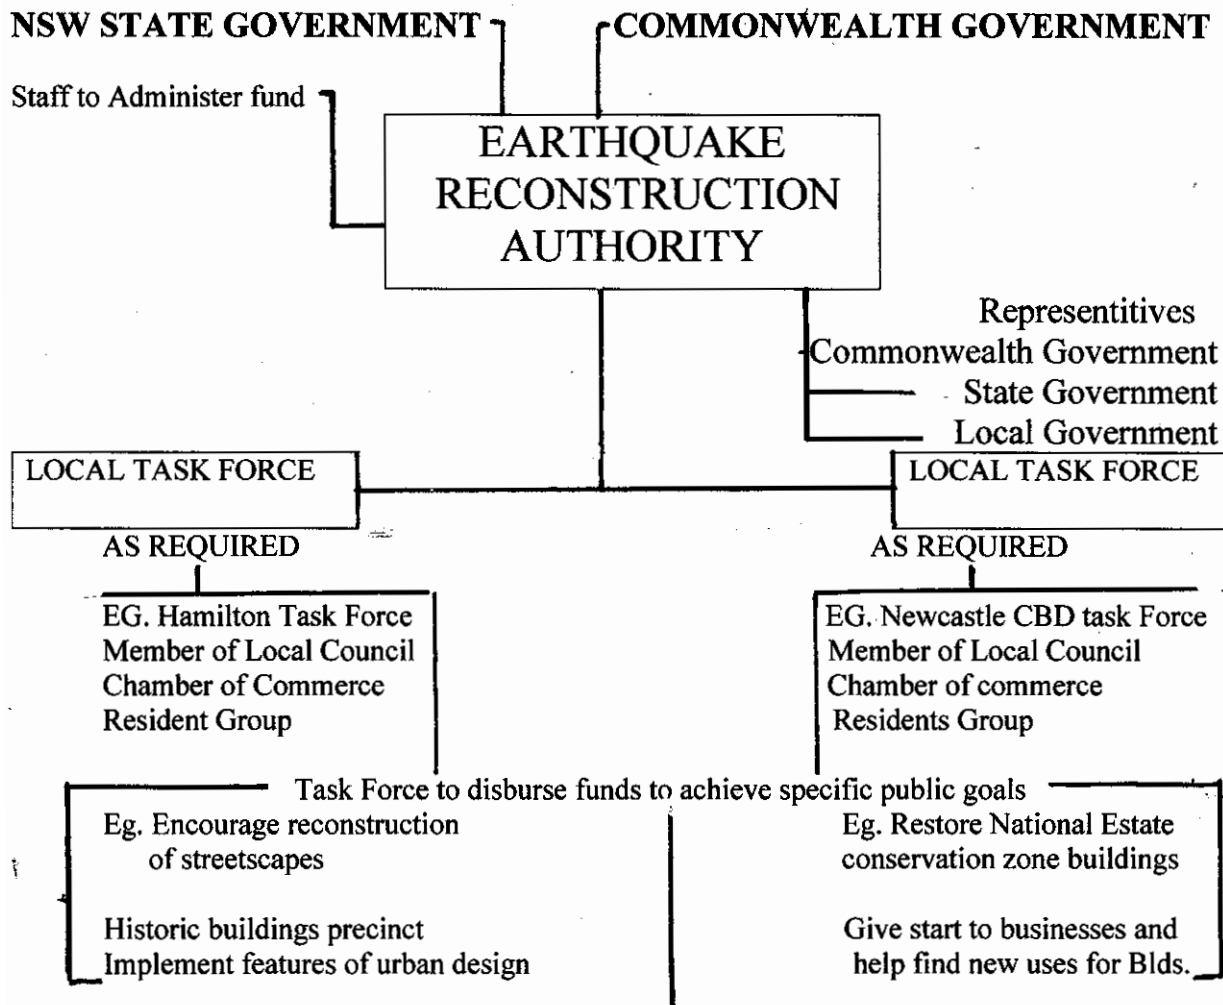 NSW STATE GOVERNMENT
COMMONWEALTH GOVERNMENT
Staff to Administer fund
EARTHQUAKE
RECONSTRUCTION
AUTHORITY
Representitives
Commonwealth Government
State Government
Local Government
LOCAL TASK FORCE
AS REQUIRED
EG. Hamilton Task Force
Member of Local Council
Chamber of Commerce
Resident Group
LOCAL TASK FORCE
AS REQUIRED
EG. Newcastle CBD task Force
Member of Local Council
Chamber of commerce
Residents Group
Task Force to disburse funds to achieve specific public goals
Eg. Encourage reconstruction
of streetscapes
Historic buildings precinct
Implement features of urban design
Eg. Restore National Estate
conservation zone buildings
Give start to businesses and
help find new uses for Blds.